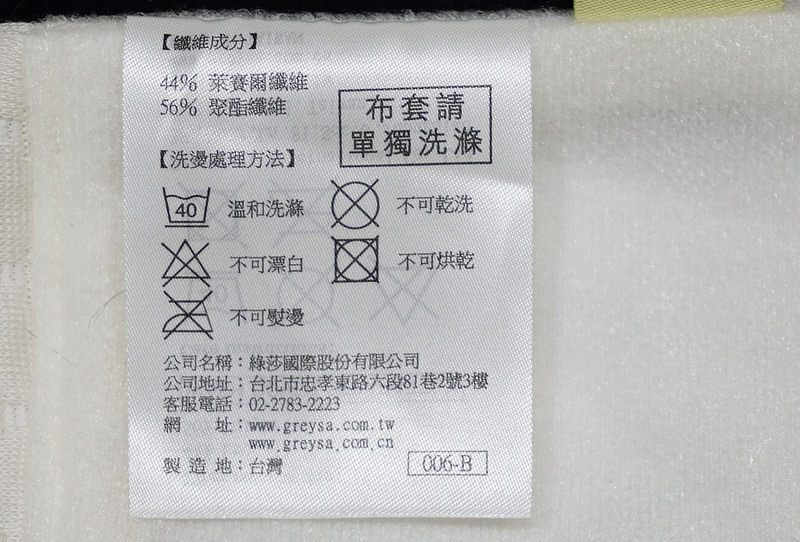 【纖維成分】
44% 萊賽爾纖維
56% 聚酯纖維
布套請
單獨洗滌
【洗燙處理方法】
40 溫和洗滌
不可乾洗
不可漂白
不可烘乾
不可熨燙
公司名稱：綠莎國際股份有限公司
公司地址：台北市忠孝東路六段81巷2號3樓
客服電話：02-2783-2223
網　　址：www.greysa.com.tw
www.greysa.com.cn
製 造 地：台灣
006-B